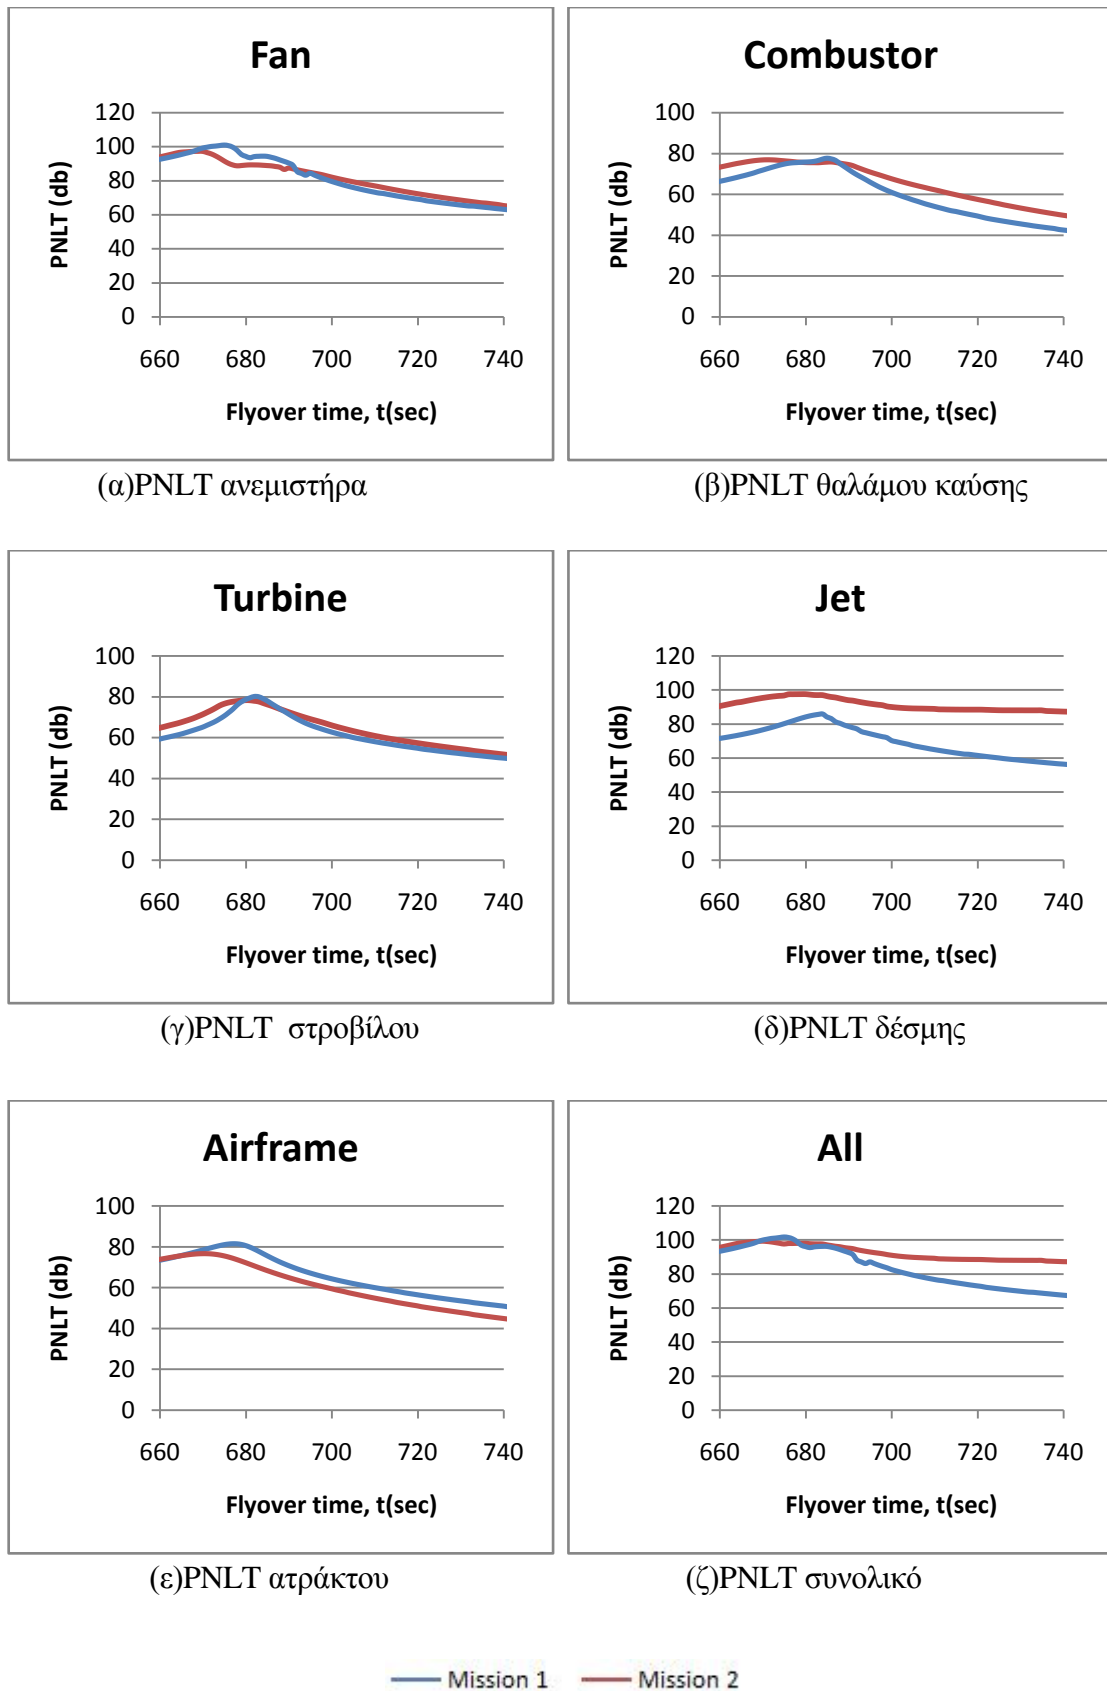 Fan
120
100
80
60
40
20
0
PNLT (db)
660 680 700 720 740
Flyover time, t(sec)
(α)PNLT ανεμιστήρα
Combustor
100
80
60
40
20
0
PNLT (db)
660 680 700 720 740
Flyover time, t(sec)
(β)PNLT θαλάμου καύσης
Turbine
100
80
60
40
20
0
PNLT (db)
660 680 700 720 740
Flyover time, t(sec)
(γ)PNLT στροβίλου
Jet
120
100
80
60
40
20
0
PNLT (db)
660 680 700 720 740
Flyover time, t(sec)
(δ)PNLT δέσμης
Airframe
100
80
60
40
20
0
PNLT (db)
660 680 700 720 740
Flyover time, t(sec)
(ε)PNLT ατράκτου
All
120
100
80
60
40
20
0
PNLT (db)
660 680 700 720 740
Flyover time, t(sec)
(ζ)PNLT συνολικό
Mission 1 Mission 2